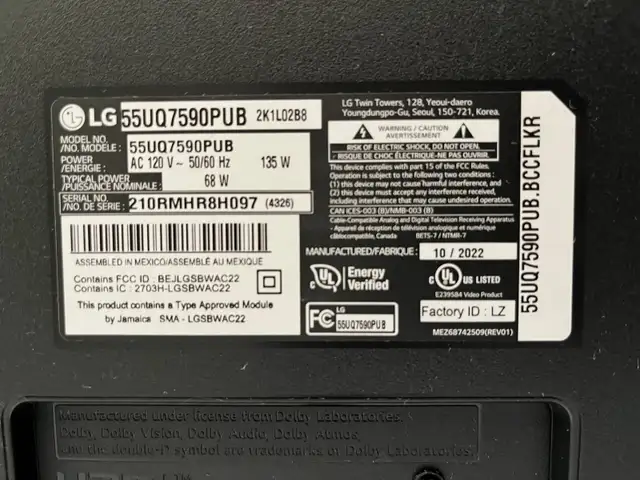 LG 55UQ7590PUB 2K1L02B8
MODEL NO.
/NO. MODELE : 55UQ7590PUB
POWER
/ENERGIE : AC 120 V ~ 50/60 Hz 135 W
TYPICAL POWER
/PUISSANCE NOMINALE : 68 W
SERIAL NO.
/NO. DE SÉRIE : 210RMHR8H097 (4326)
ASSEMBLED IN MEXICO/ASSEMBLÉ AU MEXIQUE
Contains FCC ID : BEJLGSBWAC22
Contains IC : 2703H-LGSBWAC22
This product contains a Type Approved Module
by Jamaica SMA - LGSBWAC22
LG Twin Towers, 128, Yeoui-daero
Youngdungpo-Gu, Seoul, 150-721, Korea.
WARNING / CAUTION
AVERTISSEMENT
RISK OF ELECTRIC SHOCK, DO NOT OPEN.
RISQUE DE CHOC ÉLECTRIQUE-NE PAS OUVRIR
This device complies with part 15 of the FCC Rules.
Operation is subject to the following two conditions :
(1) this device may not cause harmful interference, and
(2) this device must accept any interference received,
including interference that may cause undesired operation.
CAN ICES-003 (B)/NMB-003 (B)
Cable-Compatible Analog and Digital Television Receiving Apparatus
- Appareil de réception de télévision analogique et numérique
câblocompatible, Canada BETS-7 / NTMR-7
MANUFACTURED/FABRIQUÉ : 10 / 2022
UL Energy
Verified
c UL US LISTED
E239584 Video Product
FC LG
55UQ7590PUB
Factory ID : LZ
MEZ68742509(REV01)
55UQ7590PUB.BCCFLKR
Manufactured under license from Dolby Laboratories.
Dolby, Dolby Vision, Dolby Audio, Dolby Atmos,
and the double-D symbol are trademarks of Dolby Laboratories.